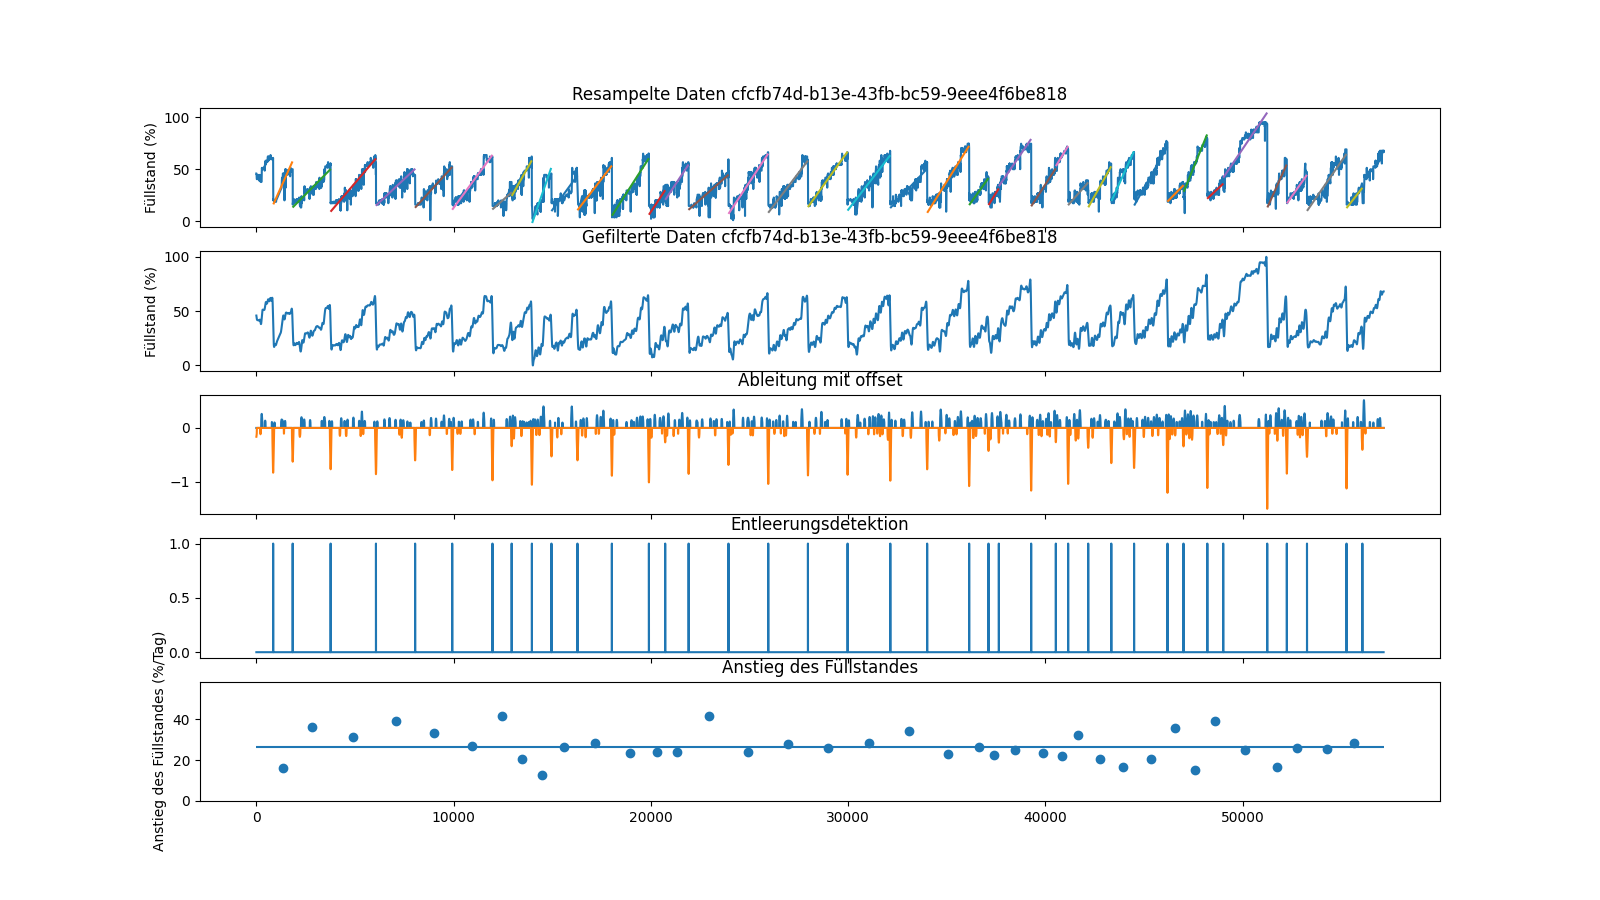 Resampelte Daten cfcfb74d-b13e-43fb-bc59-9eee4f6be818
Füllstand (%)
100
50
0
Gefilterte Daten cfcfb74d-b13e-43fb-bc59-9eee4f6be818
Füllstand (%)
100
50
0
Ableitung mit offset
0
−1
Entleerungsdetektion
1.0
0.5
0.0
Anstieg des Füllstandes
Anstieg des Füllstandes (%/Tag)
40
20
0
0 10000 20000 30000 40000 50000